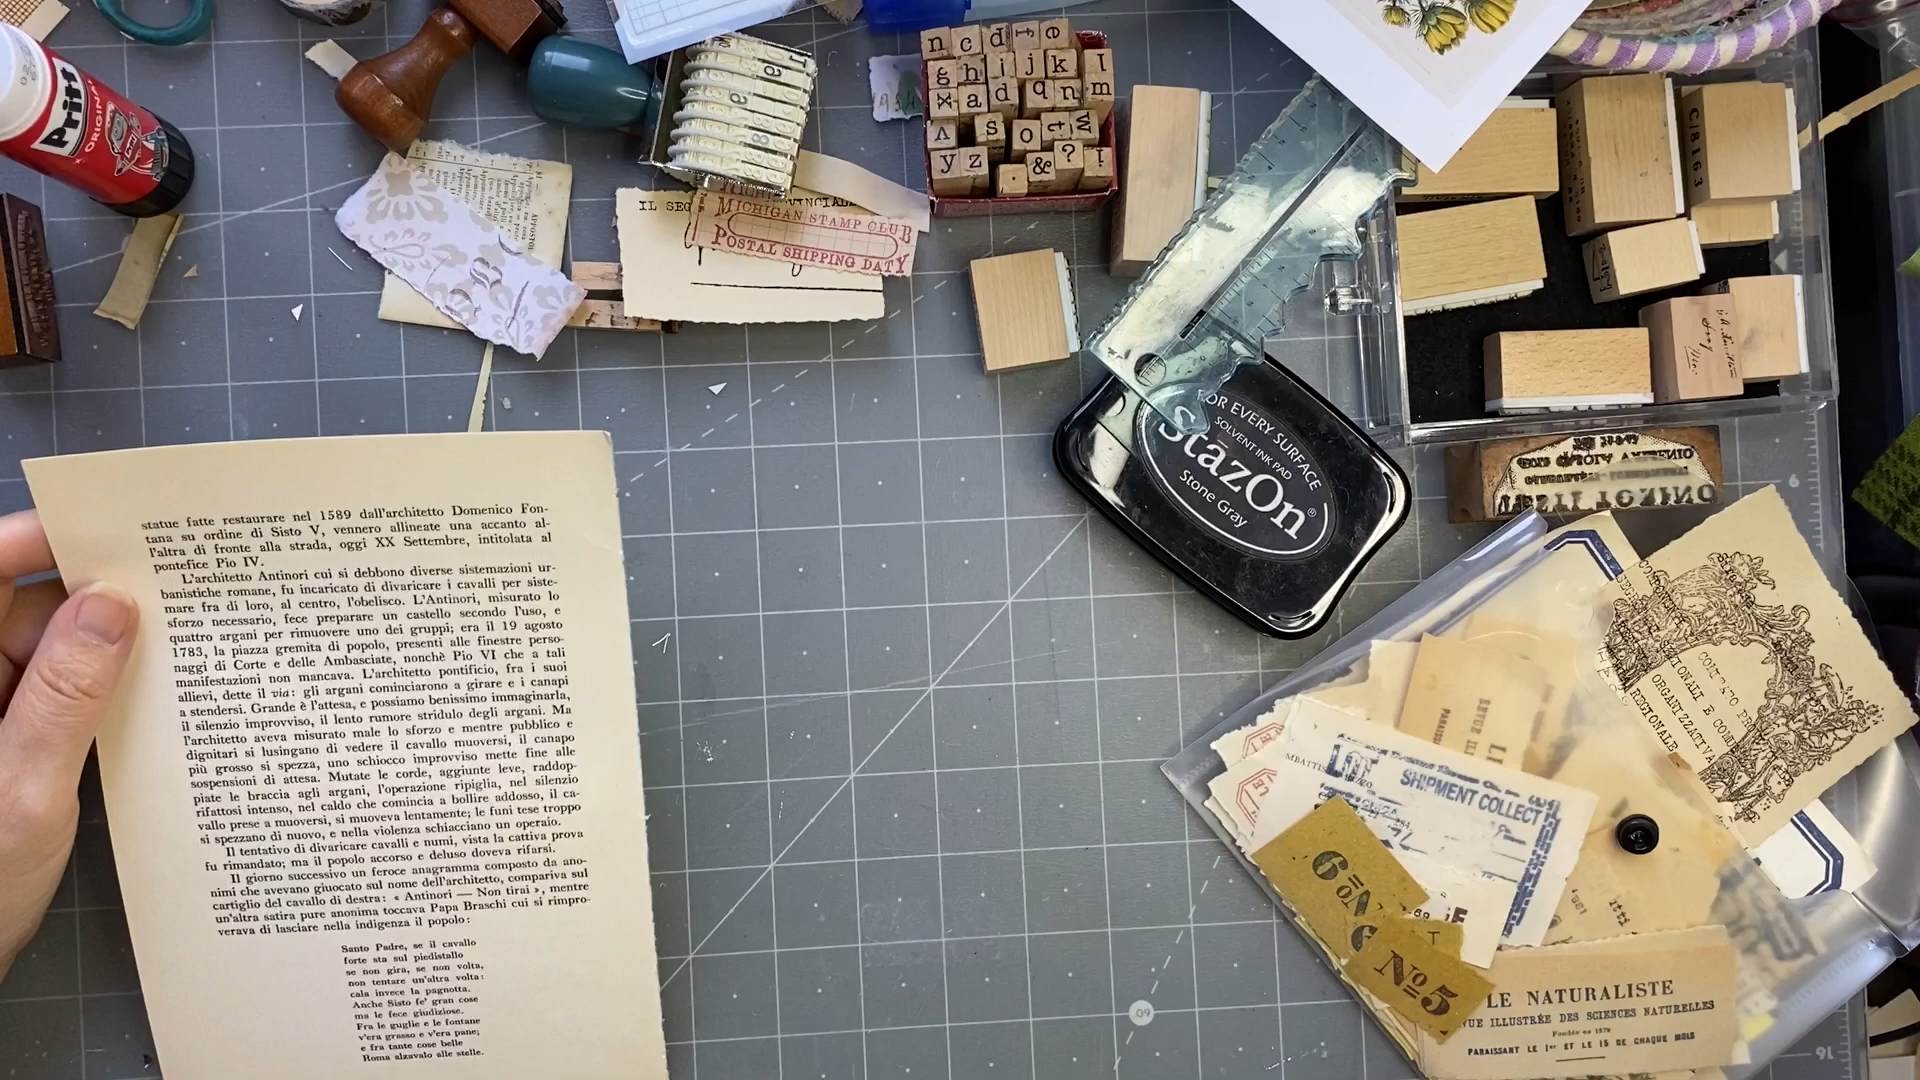 Pritt
ORIGINAL
n c d f e
g h i j k l
x a d q n m
v s o t w
y z & ? !
IL SEG
MICHIGAN STAMP CLUB
POSTAL SHIPPING DATY
C/8163
FOR EVERY SURFACE
SOLVENT INK PAD
StazOn®
Stone Gray
statue fatte restaurare nel 1589 dall'architetto Domenico Fon-
tana su ordine di Sisto V, vennero allineate una accanto al-
l'altra di fronte alla strada, oggi XX Settembre, intitolata al
pontefice Pio IV.
L'architetto Antinori cui si debbono diverse sistemazioni ur-
banistiche romane, fu incaricato di divaricare i cavalli per siste-
mare fra di loro, al centro, l'obelisco. L'Antinori, misurato lo
sforzo necessario, fece preparare un castello secondo l'uso, e
quattro argani per rimuovere uno dei gruppi; era il 19 agosto
1783, la piazza gremita di popolo, presenti alle finestre perso-
naggi di Corte e delle Ambasciate, nonchè Pio VI che a tali
manifestazioni non mancava. L'architetto pontificio, fra i suoi
allievi, dette il via: gli argani cominciarono a girare e i canapi
a stendersi. Grande è l'attesa, e possiamo benissimo immaginarla,
il silenzio improvviso, il lento rumore stridulo degli argani. Ma
l'architetto aveva misurato male lo sforzo e mentre pubblico e
dignitari si lusingano di vedere il cavallo muoversi, il canapo
più grosso si spezza, uno schiocco improvviso mette fine alle
sospensioni di attesa. Mutate le corde, aggiunte leve, raddop-
piate le braccia agli argani, l'operazione ripiglia, nel silenzio
rifattosi intenso, nel caldo che comincia a bollire addosso, il ca-
vallo prese a muoversi, si muoveva lentamente; le funi tese troppo
si spezzano di nuovo, e nella violenza schiacciano un operaio.
Il tentativo di divaricare cavalli e numi, vista la cattiva prova
fu rimandato; ma il popolo accorso e deluso doveva rifarsi.
Il giorno successivo un feroce anagramma composto da ano-
nimi che avevano giuocato sul nome dell'architetto, compariva sul
cartiglio del cavallo di destra: « Antinori — Non tirai », mentre
un'altra satira pure anonima toccava Papa Braschi cui si rimpro-
verava di lasciare nella indigenza il popolo:
Santo Padre, se il cavallo
forte sta sul piedistallo
se non gira, se non volta,
non tentare un'altra volta:
cala invece la pagnotta.
Anche Sisto fe' gran cose
ma le fece giudiziose.
Fra le guglie e le fontane
v'era grasso e v'era pane;
e fra tante cose belle
Roma alzavalo alle stelle.
ORGANIZZATIVA
REGIONALE
MBATTIS
LOT
SHIPMENT COLLECT
6
No
No 5
LE NATURALISTE
VUE ILLUSTRÉE DES SCIENCES NATURELLES
Fondée en 1879
PARAISSANT LE 1er ET LE 15 DE CHAQUE MOIS
09
16